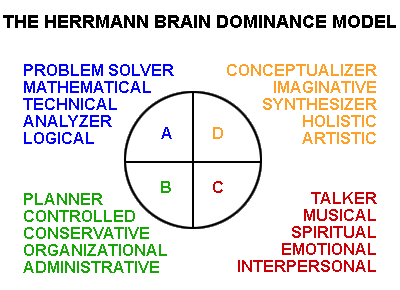 THE HERRMANN BRAIN DOMINANCE MODEL
PROBLEM SOLVER
MATHEMATICAL
TECHNICAL
ANALYZER
LOGICAL
CONCEPTUALIZER
IMAGINATIVE
SYNTHESIZER
HOLISTIC
ARTISTIC
A
D
B
C
PLANNER
CONTROLLED
CONSERVATIVE
ORGANIZATIONAL
ADMINISTRATIVE
TALKER
MUSICAL
SPIRITUAL
EMOTIONAL
INTERPERSONAL